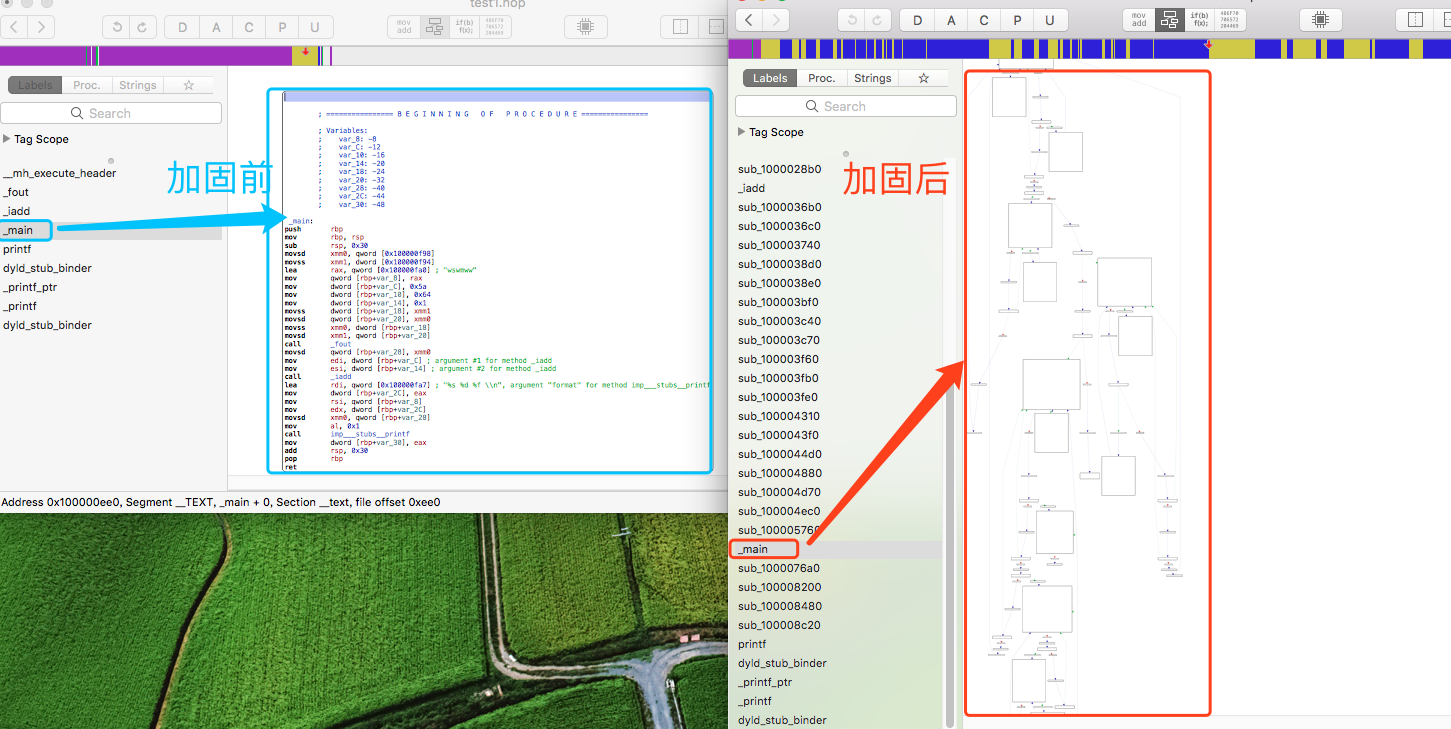 test1.hop
D A C P U
mov
add
if(b)
f(x);
Labels Proc. Strings ☆
Search
Tag Scope
__mh_execute_header
_fout
_iadd
_main
printf
dyld_stub_binder
_printf_ptr
_printf
dyld_stub_binder
加固前
; ================ B E G I N N I N G O F P R O C E D U R E ================
; Variables:
; var_8: -8
; var_C: -12
; var_10: -16
; var_14: -20
; var_18: -24
; var_20: -32
; var_28: -40
; var_2C: -44
; var_30: -48
_main:
push rbp
mov rbp, rsp
sub rsp, 0x30
movsd xmm0, qword [0x100000f98]
movss xmm1, dword [0x100000f94]
lea rax, qword [0x100000fa0] ; "wswmww"
mov qword [rbp+var_8], rax
mov dword [rbp+var_C], 0x5a
mov dword [rbp+var_10], 0x64
mov dword [rbp+var_14], 0x1
movss dword [rbp+var_18], xmm1
movsd qword [rbp+var_20], xmm0
movss xmm0, dword [rbp+var_18]
movsd xmm1, qword [rbp+var_20]
call _fout
movsd qword [rbp+var_28], xmm0
mov edi, dword [rbp+var_C] ; argument #1 for method _iadd
mov esi, dword [rbp+var_14] ; argument #2 for method _iadd
call _iadd
lea rdi, qword [0x100000fa7] ; "%s %d %f \\n", argument "format" for method imp___stubs__printf
mov dword [rbp+var_2C], eax
mov rsi, qword [rbp+var_8]
mov edx, dword [rbp+var_2C]
movsd xmm0, qword [rbp+var_28]
mov al, 0x1
call imp___stubs__printf
mov dword [rbp+var_30], eax
add rsp, 0x30
pop rbp
ret
Address 0x100000ee0, Segment __TEXT, _main + 0, Section __text, file offset 0xee0
D A C P U
mov
add
if(b)
f(x);
Labels Proc. Strings ☆
Search
Tag Scope
sub_1000028b0
_iadd
sub_1000036b0
sub_1000036c0
sub_100003740
sub_1000038d0
sub_1000038e0
sub_100003bf0
sub_100003c40
sub_100003c70
sub_100003f60
sub_100003fb0
sub_100003fe0
sub_100004310
sub_1000043f0
sub_1000044d0
sub_100004880
sub_100004d70
sub_100004ec0
sub_100005760
_main
sub_1000076a0
sub_100008200
sub_100008480
sub_100008c20
printf
dyld_stub_binder
_printf_ptr
_printf
dyld_stub_binder
加固后